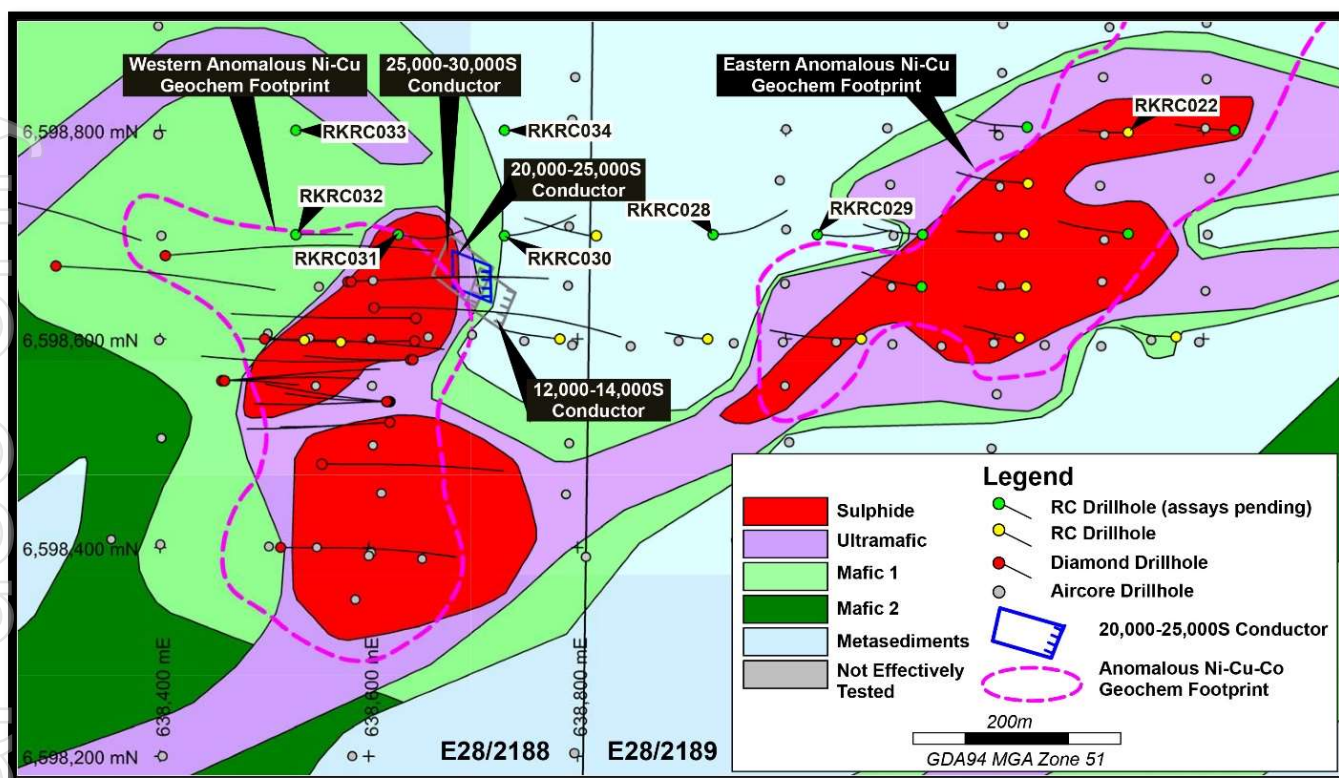 Western Anomalous Ni-Cu
Geochem Footprint
25,000-30,000S
Conductor
Eastern Anomalous Ni-Cu
Geochem Footprint
6,598,800 mN
RKRC033
RKRC034
RKRC022
20,000-25,000S
Conductor
RKRC032
RKRC028
RKRC029
RKRC031
RKRC030
6,598,600 mN
12,000-14,000S
Conductor
6,598,400 mN
638,400 mE
638,600 mE
638,800 mE
6,598,200 mN
E28/2188
E28/2189
Legend
Sulphide
Ultramafic
Mafic 1
Mafic 2
Metasediments
Not Effectively
Tested
RC Drillhole (assays pending)
RC Drillhole
Diamond Drillhole
Aircore Drillhole
20,000-25,000S Conductor
Anomalous Ni-Cu-Co
Geochem Footprint
200m
GDA94 MGA Zone 51